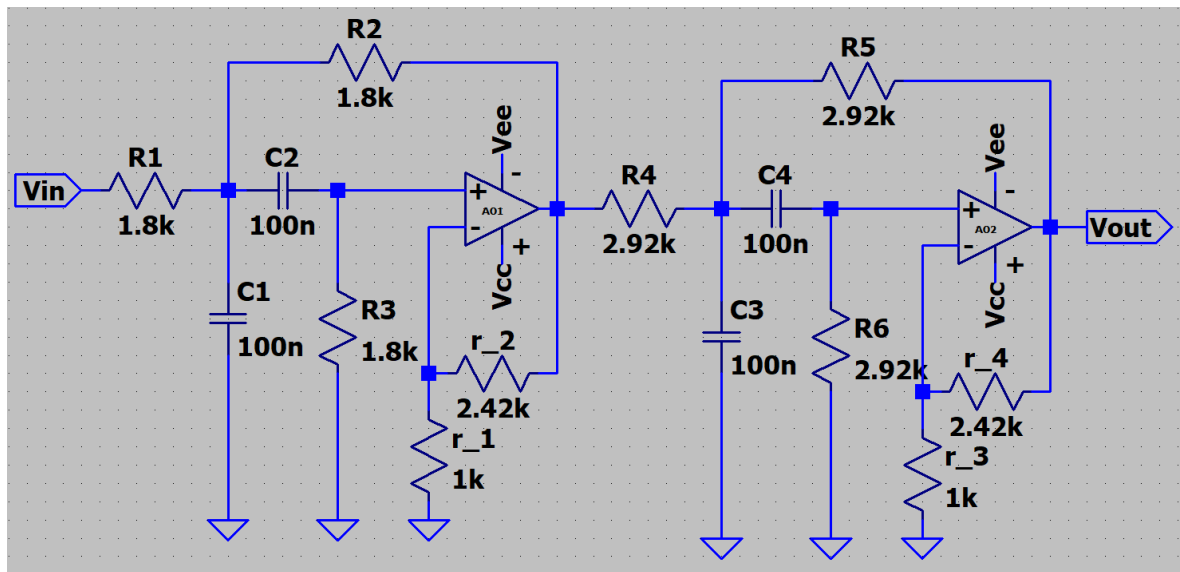 R2
1.8k
R5
2.92k
Vee
-
Vee
-
R1
C2
R4
C4
Vin
+
A01
-
+
1.8k
100n
2.92k
100n
+
A02
-
+
Vout
Vcc
Vcc
C1
100n
R3
1.8k
r_2
2.42k
r_1
1k
C3
100n
R6
2.92k
r_4
2.42k
r_3
1k